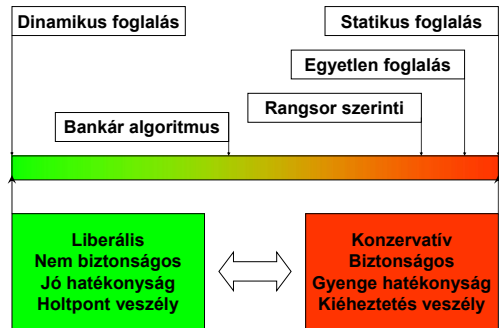 Dinamikus foglalás
Statikus foglalás
Egyetlen foglalás
Rangsor szerinti
Bankár algoritmus
Liberális
Nem biztonságos
Jó hatékonyság
Holtpont veszély
Konzervatív
Biztonságos
Gyenge hatékonyság
Kiéheztetés veszély